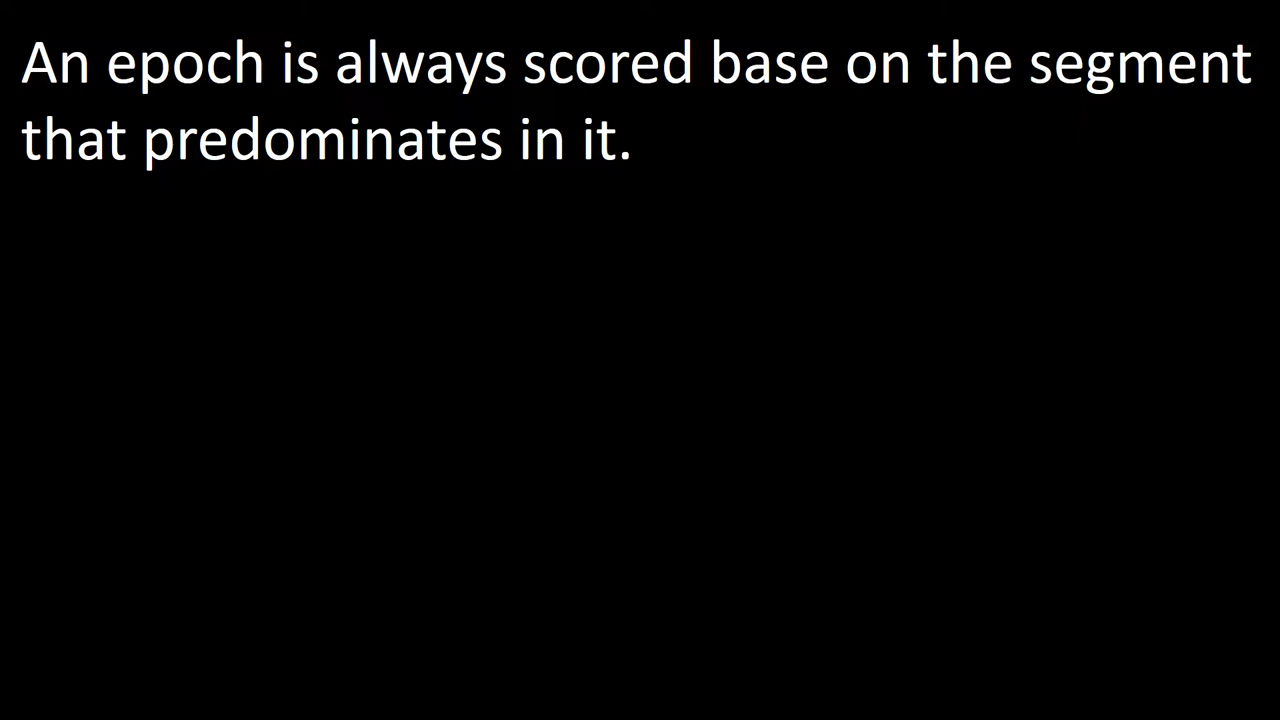 An epoch is always scored base on the segment
that predominates in it.